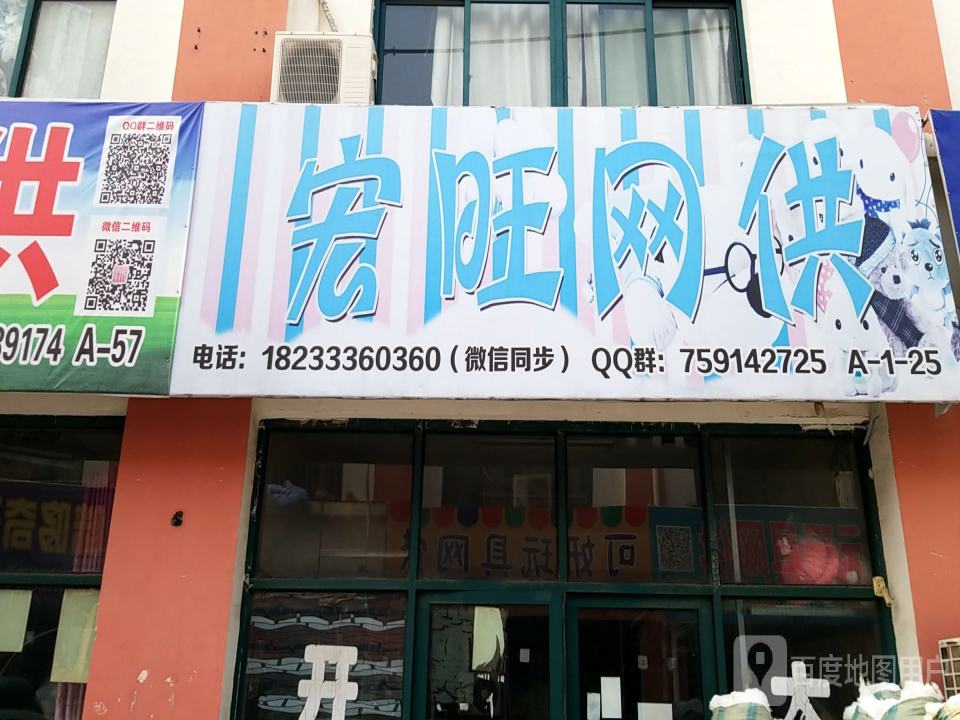 宏旺网供
电话：18233360360（微信同步） QQ群：759142725 A-1-25
供
QQ群二维码
微信二维码
39174 A-57
可好玩具网供
开
百度地图用户